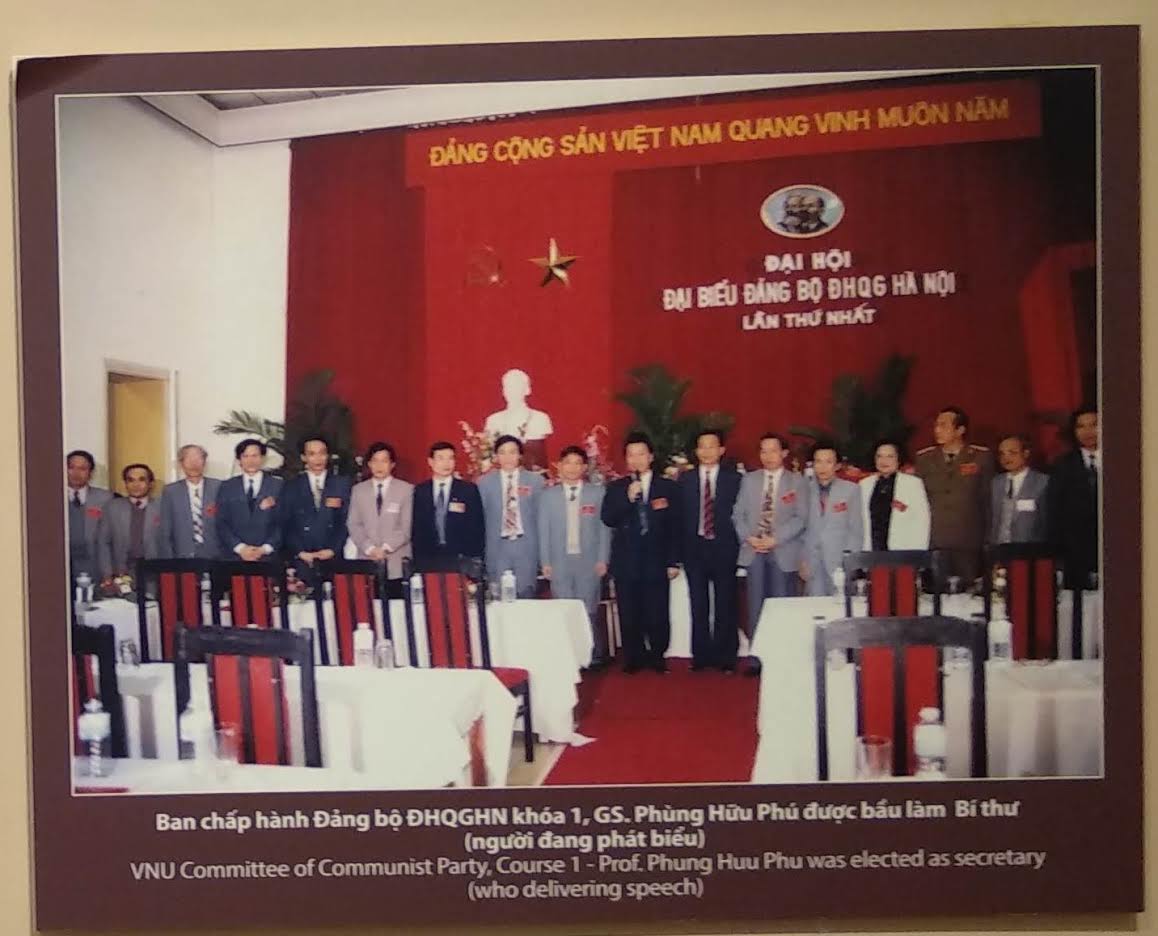 ĐẢNG CỘNG SẢN VIỆT NAM QUANG VINH MUÔN NĂM
ĐẠI HỘI
ĐẠI BIỂU ĐẢNG BỘ ĐHQG HÀ NỘI
LẦN THỨ NHẤT
Ban chấp hành Đảng bộ ĐHQGHN khóa 1, GS. Phùng Hữu Phú được bầu làm Bí thư
(người đang phát biểu)
VNU Committee of Communist Party, Course 1 - Prof. Phung Huu Phu was elected as secretary
(who delivering speech)